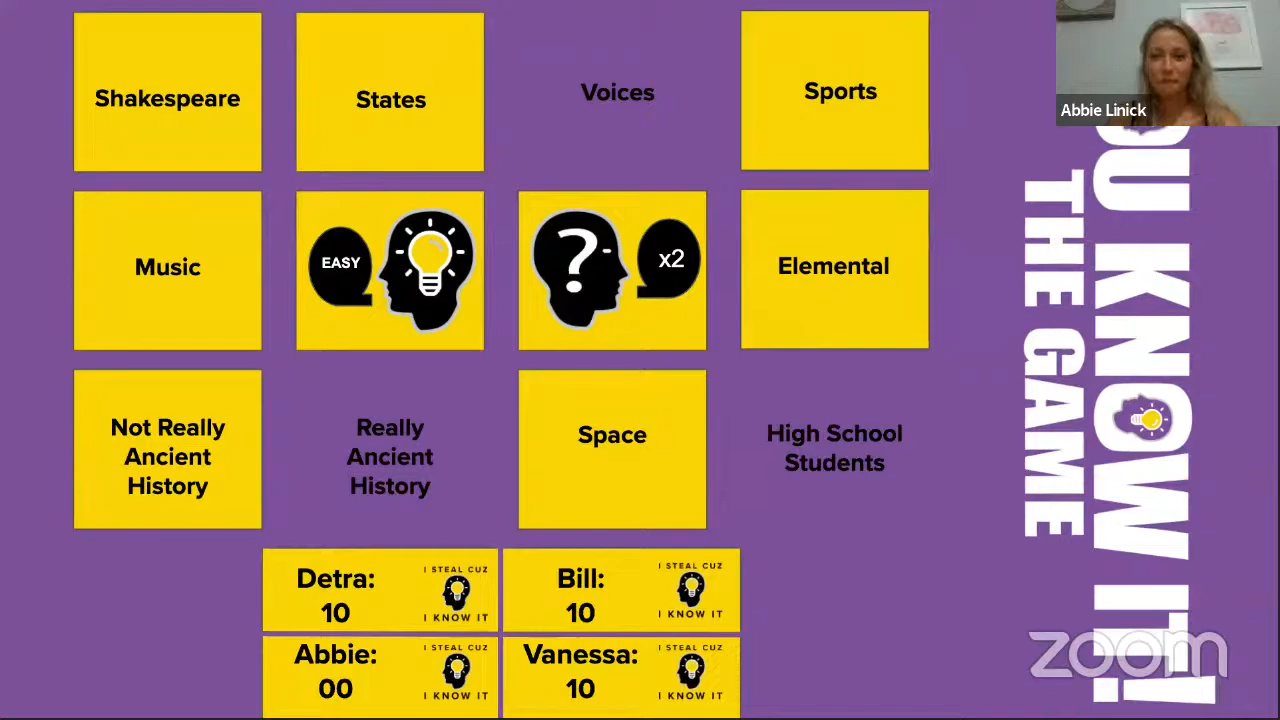 Shakespeare
States
Voices
Sports
Abbie Linick
Music
EASY
?
x2
Elemental
Not Really
Ancient
History
Really
Ancient
History
Space
High School
Students
Detra:
10
I STEAL CUZ
I KNOW IT
Bill:
10
I STEAL CUZ
I KNOW IT
Abbie:
00
I STEAL CUZ
I KNOW IT
Vanessa:
10
I STEAL CUZ
I KNOW IT
KNOW IT!
THE GAME
zoom